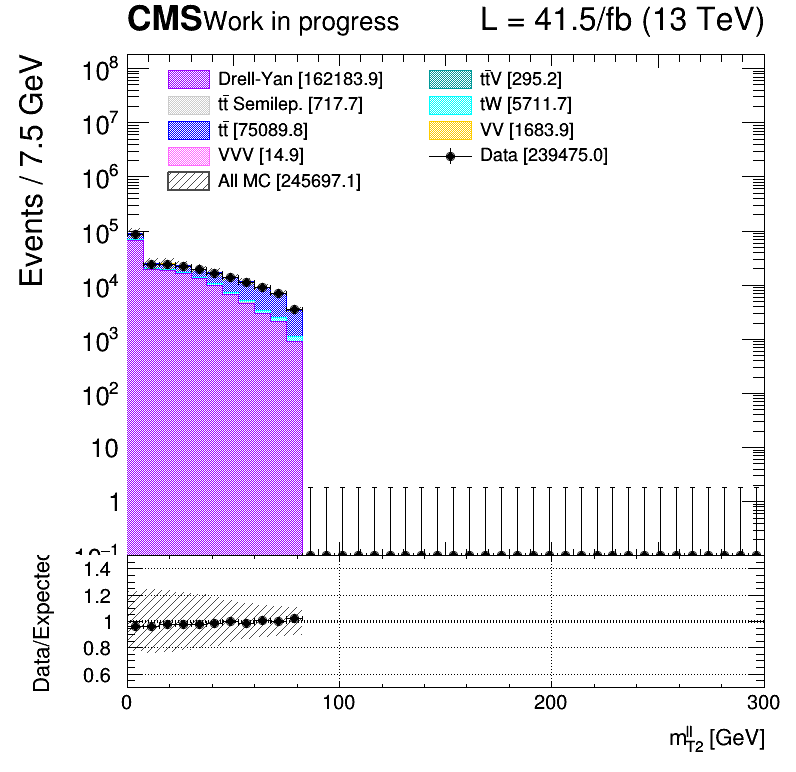 CMS Work in progress L = 41.5/fb (13 TeV)
Events / 7.5 GeV
10⁸
10⁷
10⁶
10⁵
10⁴
10³
10²
10
1
10⁻¹
Drell-Yan [162183.9]
tt̄ Semilep. [717.7]
tt̄ [75089.8]
VVV [14.9]
All MC [245697.1]
tt̄V [295.2]
tW [5711.7]
VV [1683.9]
Data [239475.0]
Data/Expected
1.4
1.2
1
0.8
0.6
0 100 200 300
m^{ll}_{T2} [GeV]